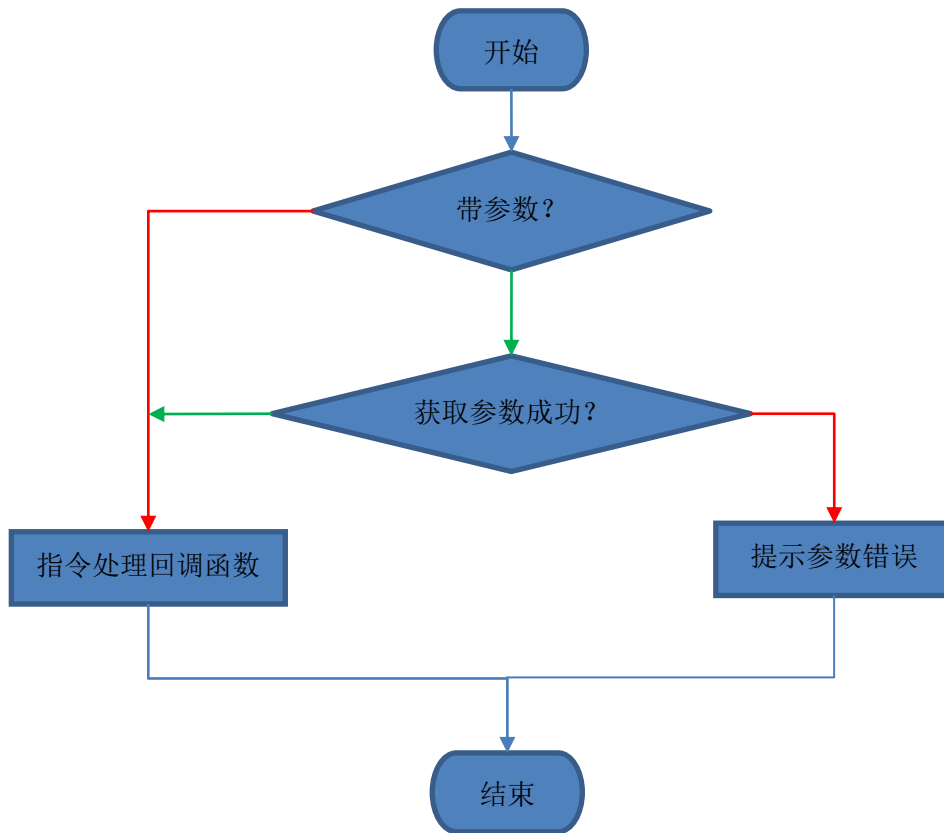 开始
带参数？
获取参数成功？
指令处理回调函数
提示参数错误
结束